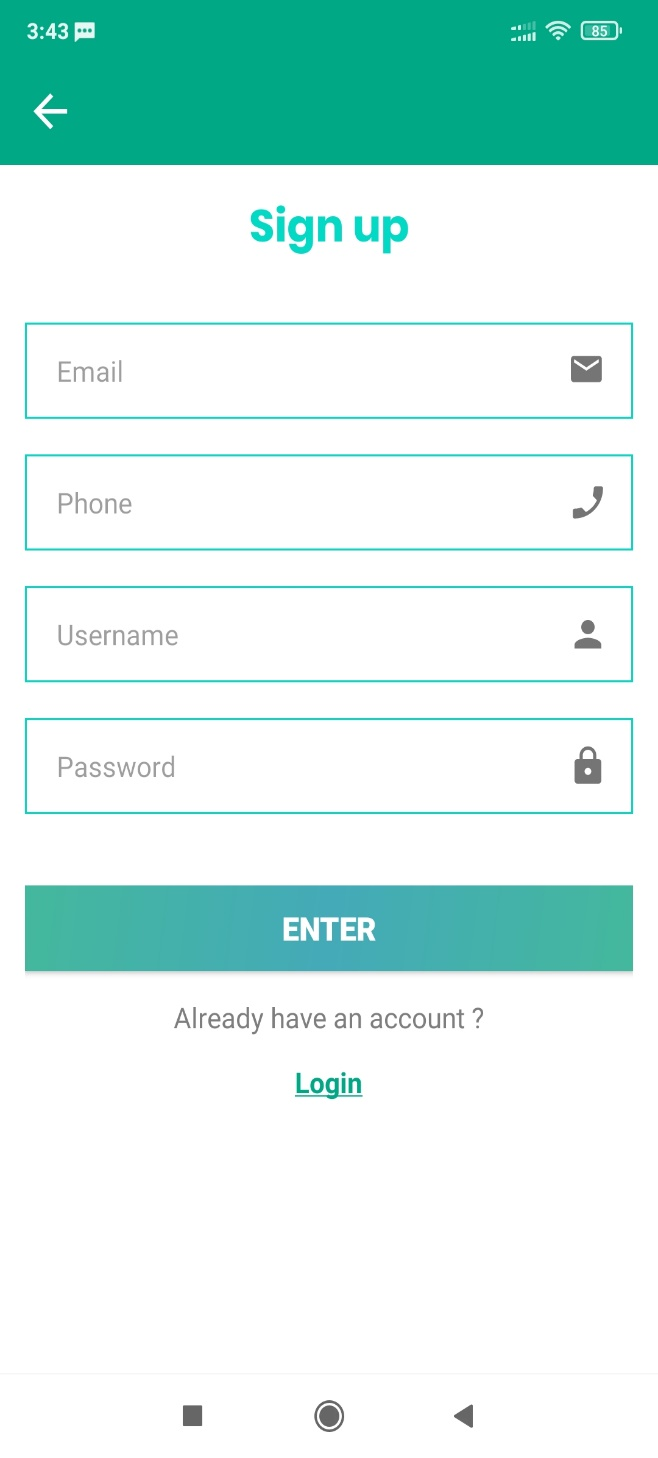 3:43
85
Sign up
Email
Phone
Username
Password
ENTER
Already have an account ?
Login